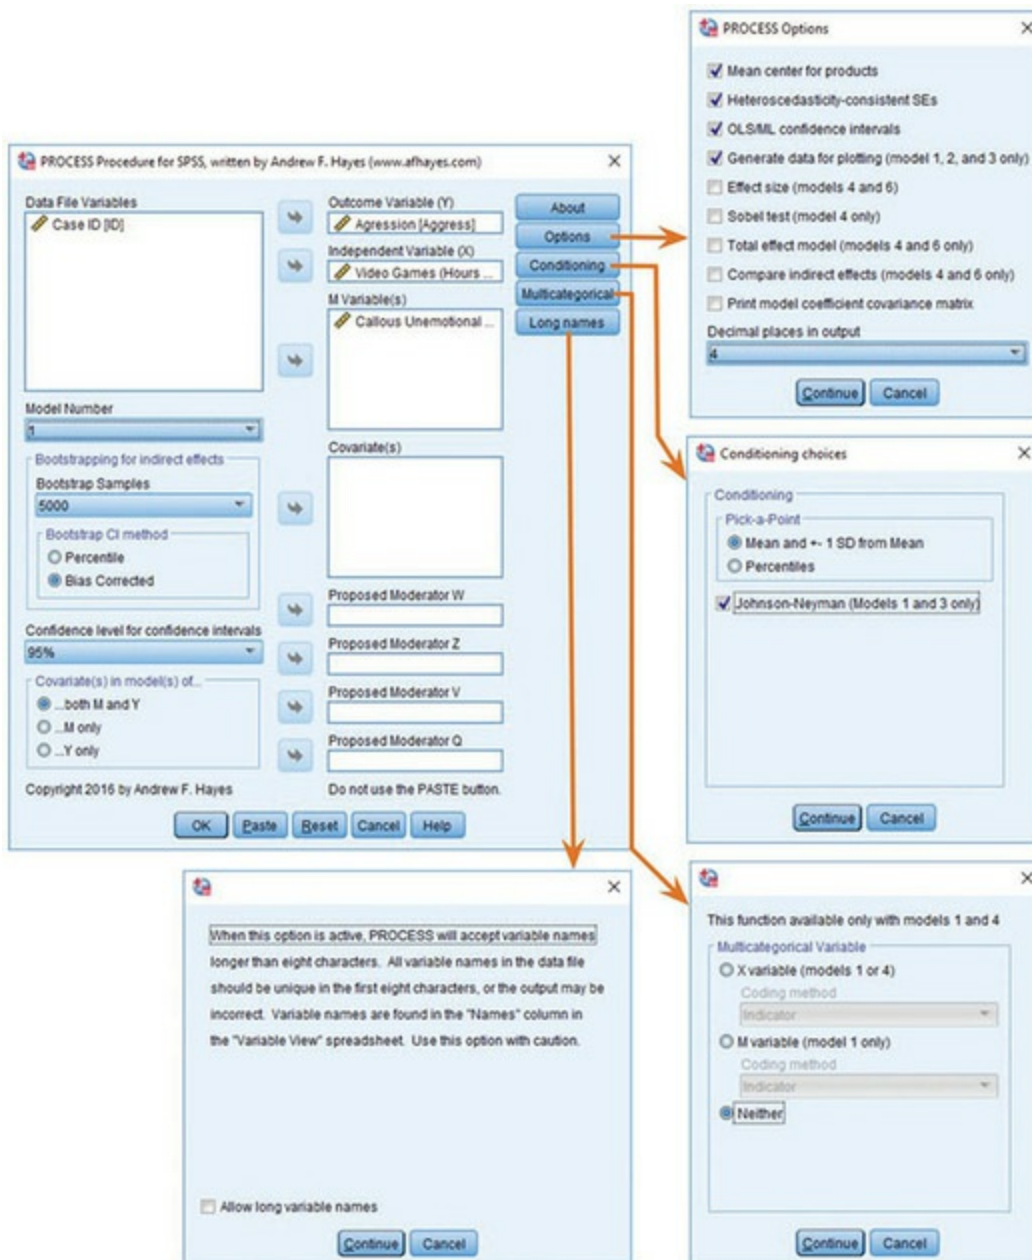 PROCESS Procedure for SPSS, written by Andrew F. Hayes (www.afhayes.com)
Data File Variables
Case ID [ID]
Model Number
1
Bootstrapping for indirect effects
Bootstrap Samples
5000
Bootstrap CI method
Percentile
Bias Corrected
Confidence level for confidence intervals
95%
Covariate(s) in model(s) of...
...both M and Y
...M only
...Y only
Copyright 2016 by Andrew F. Hayes
Outcome Variable (Y)
Agression [Aggress]
Independent Variable (X)
Video Games (Hours ...
M Variable(s)
Callous Unemotional ...
Covariate(s)
Proposed Moderator W
Proposed Moderator Z
Proposed Moderator V
Proposed Moderator Q
Do not use the PASTE button.
About
Options
Conditioning
Multicategorical
Long names
OK
Paste
Reset
Cancel
Help
PROCESS Options
Mean center for products
Heteroscedasticity-consistent SEs
OLS/ML confidence intervals
Generate data for plotting (model 1, 2, and 3 only)
Effect size (models 4 and 6)
Sobel test (model 4 only)
Total effect model (models 4 and 6 only)
Compare indirect effects (models 4 and 6 only)
Print model coefficient covariance matrix
Decimal places in output
4
Continue
Cancel
Conditioning choices
Conditioning
Pick-a-Point
Mean and +- 1 SD from Mean
Percentiles
Johnson-Neyman (Models 1 and 3 only)
Continue
Cancel
When this option is active, PROCESS will accept variable names
longer than eight characters. All variable names in the data file
should be unique in the first eight characters, or the output may be
incorrect. Variable names are found in the "Names" column in
the "Variable View" spreadsheet. Use this option with caution.
Allow long variable names
Continue
Cancel
This function available only with models 1 and 4
Multicategorical Variable
X variable (models 1 or 4)
Coding method
Indicator
M variable (model 1 only)
Coding method
Indicator
Neither
Continue
Cancel